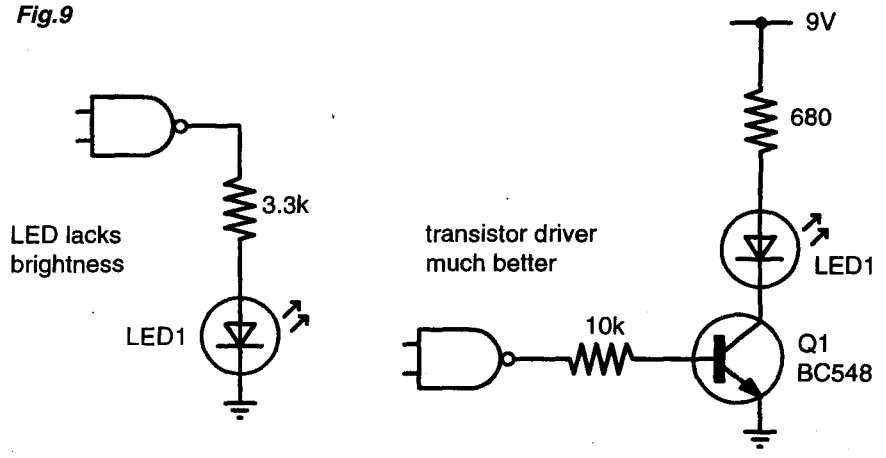 Fig.9
9V
680
3.3k
LED lacks
brightness
transistor driver
much better
LED1
LED1
10k
Q1
BC548